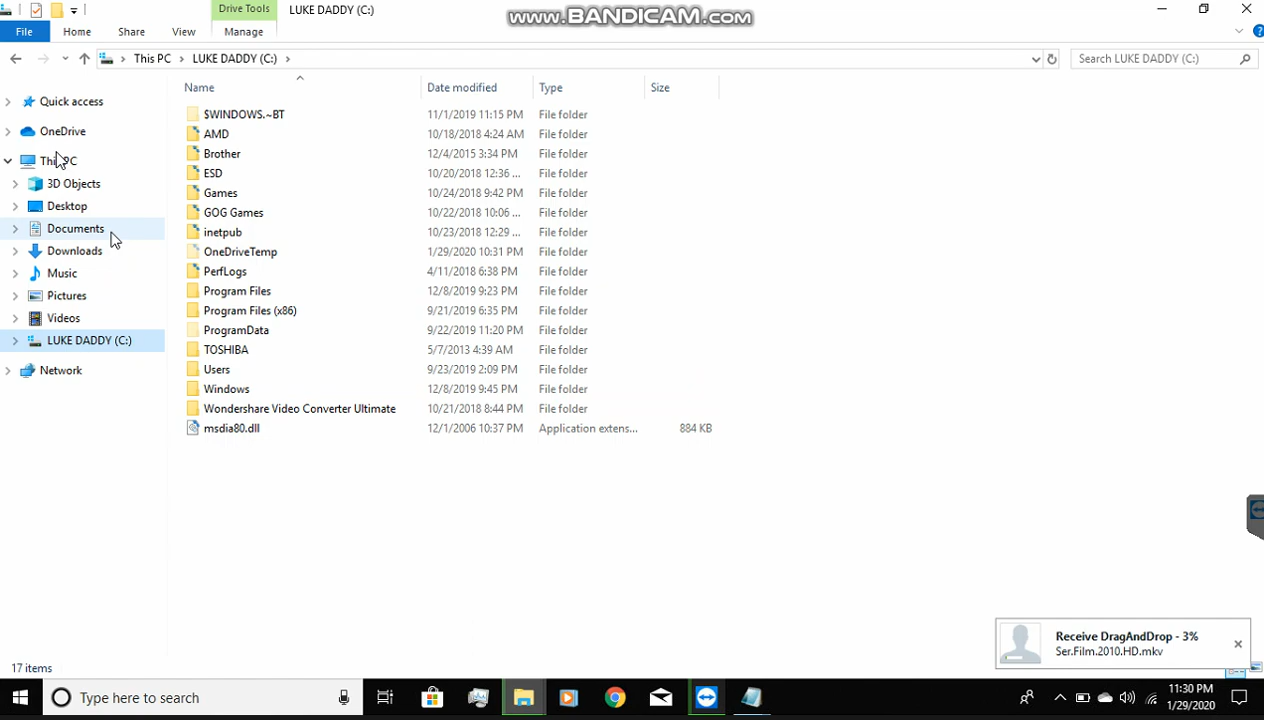 Drive Tools
LUKE DADDY (C:)
www.BANDICAM.com
File Home Share View Manage
This PC LUKE DADDY (C:)
Search LUKE DADDY (C:)
Name Date modified Type Size
Quick access
OneDrive
This PC
3D Objects
Desktop
Documents
Downloads
Music
Pictures
Videos
LUKE DADDY (C:)
Network
$WINDOWS.~BT 11/1/2019 11:15 PM File folder
AMD 10/18/2018 4:24 AM File folder
Brother 12/4/2015 3:34 PM File folder
ESD 10/20/2018 12:36 ... File folder
Games 10/24/2018 9:42 PM File folder
GOG Games 10/22/2018 10:06 ... File folder
inetpub 10/23/2018 12:29 ... File folder
OneDriveTemp 1/29/2020 10:31 PM File folder
PerfLogs 4/11/2018 6:38 PM File folder
Program Files 12/8/2019 9:23 PM File folder
Program Files (x86) 9/21/2019 6:35 PM File folder
ProgramData 9/22/2019 11:20 PM File folder
TOSHIBA 5/7/2013 4:39 AM File folder
Users 9/23/2019 2:09 PM File folder
Windows 12/8/2019 9:45 PM File folder
Wondershare Video Converter Ultimate 10/21/2018 8:44 PM File folder
msdia80.dll 12/1/2006 10:37 PM Application extens... 884 KB
Receive DragAndDrop - 3%
Ser.Film.2010.HD.mkv
17 items
Type here to search
11:30 PM
1/29/2020